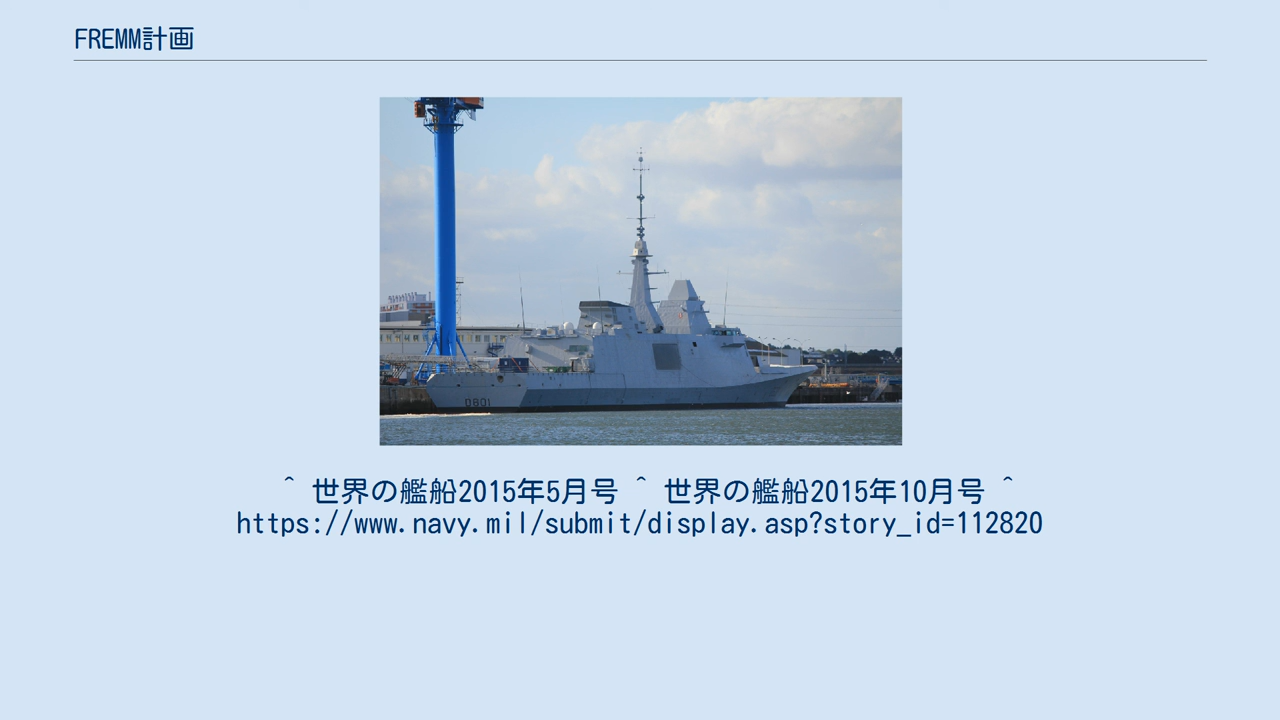 FREMM計画
D601
^ 世界の艦船2015年5月号 ^ 世界の艦船2015年10月号 ^
https://www.navy.mil/submit/display.asp?story_id=112820